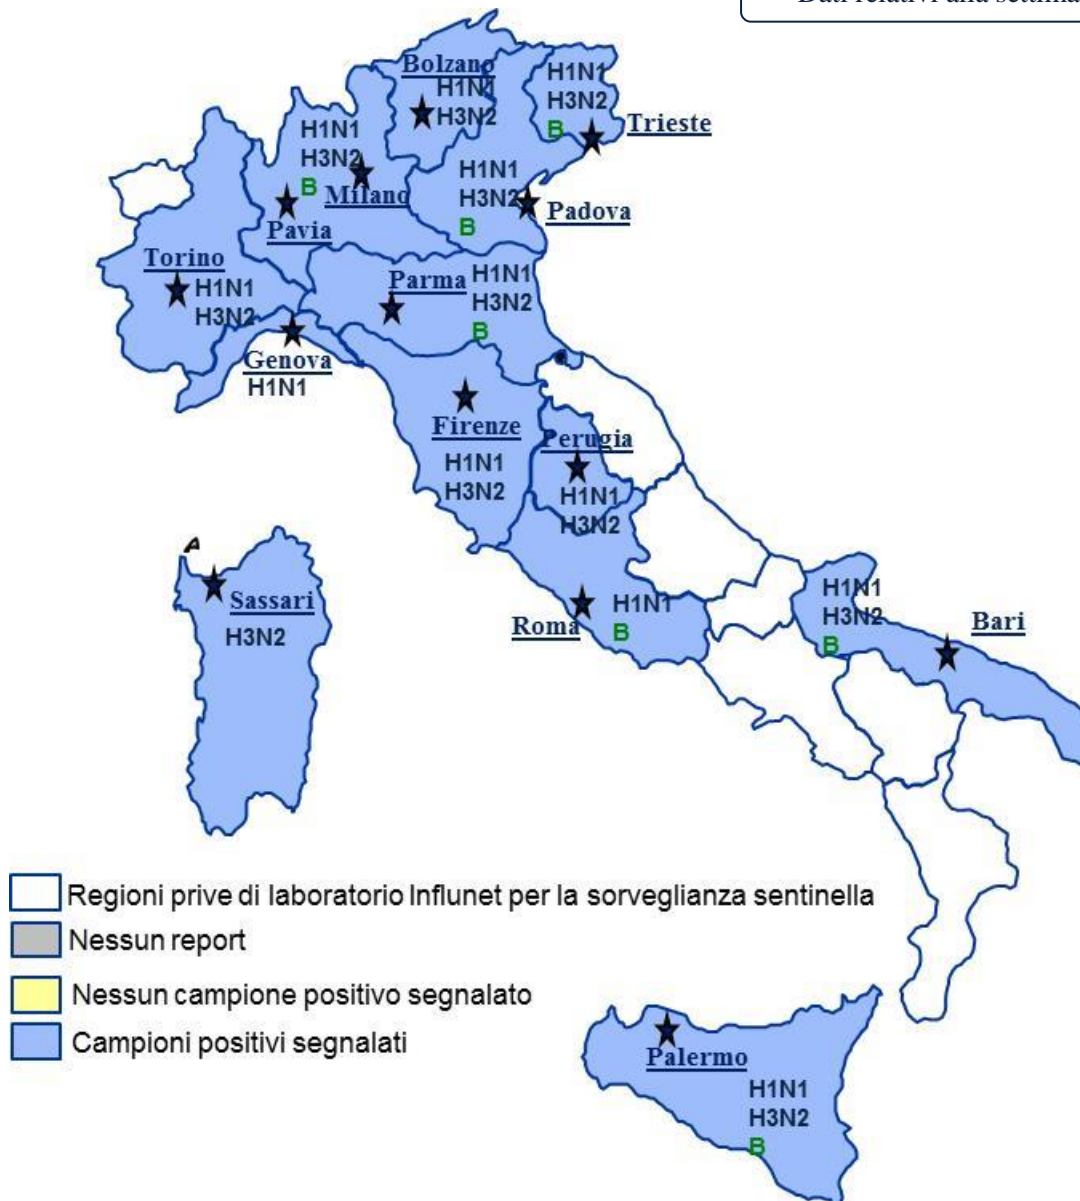 Bolzano
H1N1
H3N2
H1N1
H3N2
B
Trieste
H1N1
H3N2
B
Milano
Pavia
H1N1
H3N2
B
Padova
Torino
H1N1
H3N2
Parma
H1N1
H3N2
B
Genova
H1N1
Firenze
H1N1
H3N2
Perugia
H1N1
H3N2
Sassari
H3N2
Roma
H1N1
B
H1N1
H3N2
B
Bari
Regioni prive di laboratorio Influnet per la sorveglianza sentinella
Nessun report
Nessun campione positivo segnalato
Campioni positivi segnalati
Palermo
H1N1
H3N2
B